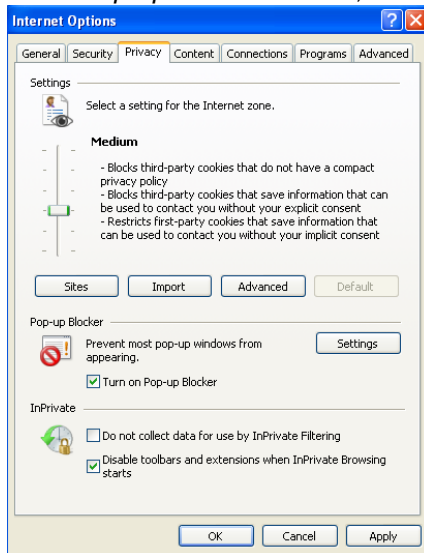 Internet Options
General Security Privacy Content Connections Programs Advanced
Settings
Select a setting for the Internet zone.
Medium
- Blocks third-party cookies that do not have a compact
privacy policy
- Blocks third-party cookies that save information that can
be used to contact you without your explicit consent
- Restricts first-party cookies that save information that
can be used to contact you without your implicit consent
Sites Import Advanced Default
Pop-up Blocker
Prevent most pop-up windows from
appearing.
Settings
Turn on Pop-up Blocker
InPrivate
Do not collect data for use by InPrivate Filtering
Disable toolbars and extensions when InPrivate Browsing
starts
OK Cancel Apply